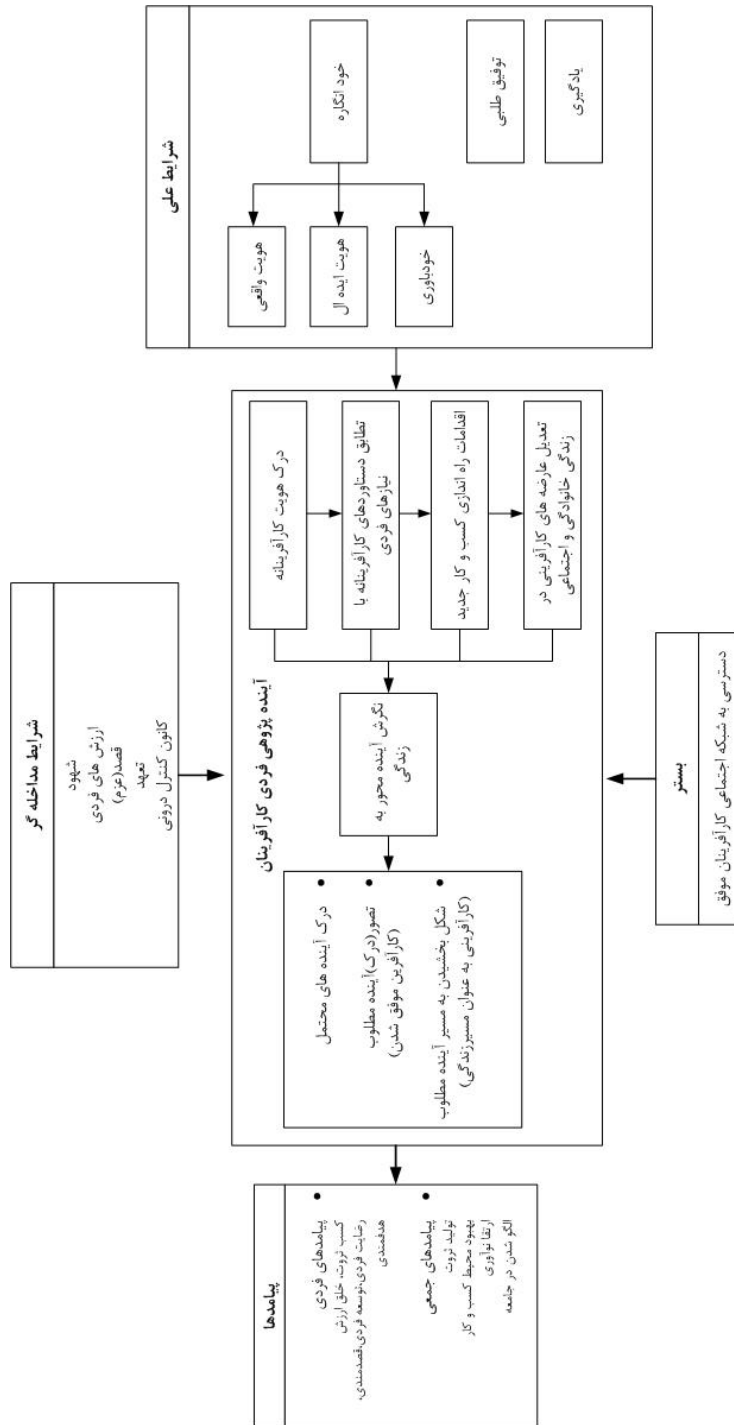 شرایط علی
خود انگاره
توفیق طلبی
یادگیری
هویت واقعی
هویت ایده ال
خودباوری
شرایط مداخله گر
شهود
ارزش های فردی
قصد(عزم)
تعهد
کانون کنترل درونی
آینده پژوهی فردی کارآفرینان
درک هویت کارآفرینانه
تطابق دستاوردهای کارآفرینانه با
نیازهای فردی
اقدامات راه اندازی کسب و کار جدید
تعدیل عارضه های کارآفرینی در
زندگی خانوادگی و اجتماعی
نگرش آینده محور به
زندگی
• درک آینده های محتمل
• تصور(درک)آینده مطلوب
(کارآفرین موفق شدن)
• شکل بخشیدن به مسیر آینده مطلوب
(کارآفرینی به عنوان مسیرزندگی)
بستر
دسترسی به شبکه اجتماعی کارآفرینان موفق
پیامدها
• پیامدهای فردی
کسب ثروت، خلق ارزش
رضایت فردی،توسعه فردی،قصدمندی،
هدفمندی
• پیامدهای جمعی
تولید ثروت
بهبود محیط کسب و کار
ارتقا نوآوری
الگو شدن در جامعه